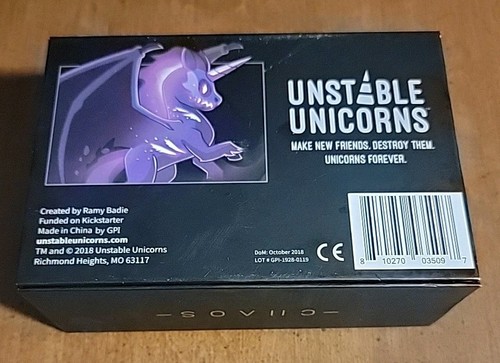 UNSTABLE
UNICORNS
MAKE NEW FRIENDS. DESTROY THEM.
UNICORNS FOREVER.
Created by Ramy Badie
Funded on Kickstarter
Made in China by GPI
unstableunicorns.com
TM and © 2018 Unstable Unicorns
Richmond Heights, MO 63117
DoM: October 2018
LOT # GPI-1928-0119
CE
8 10270 03509 7
CHAOS